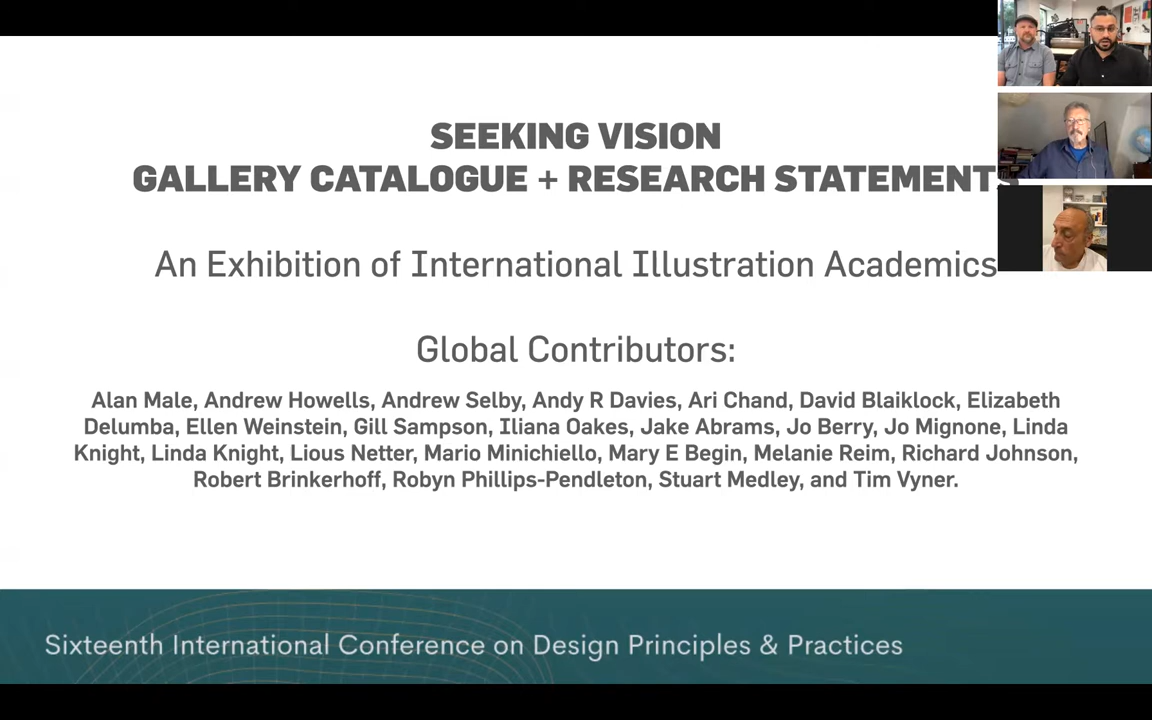 SEEKING VISION
GALLERY CATALOGUE + RESEARCH STATEMENTS
An Exhibition of International Illustration Academics
Global Contributors:
Alan Male, Andrew Howells, Andrew Selby, Andy R Davies, Ari Chand, David Blaiklock, Elizabeth
Delumba, Ellen Weinstein, Gill Sampson, Iliana Oakes, Jake Abrams, Jo Berry, Jo Mignone, Linda
Knight, Linda Knight, Lious Netter, Mario Minichiello, Mary E Begin, Melanie Reim, Richard Johnson,
Robert Brinkerhoff, Robyn Phillips-Pendleton, Stuart Medley, and Tim Vyner.
Sixteenth International Conference on Design Principles & Practices